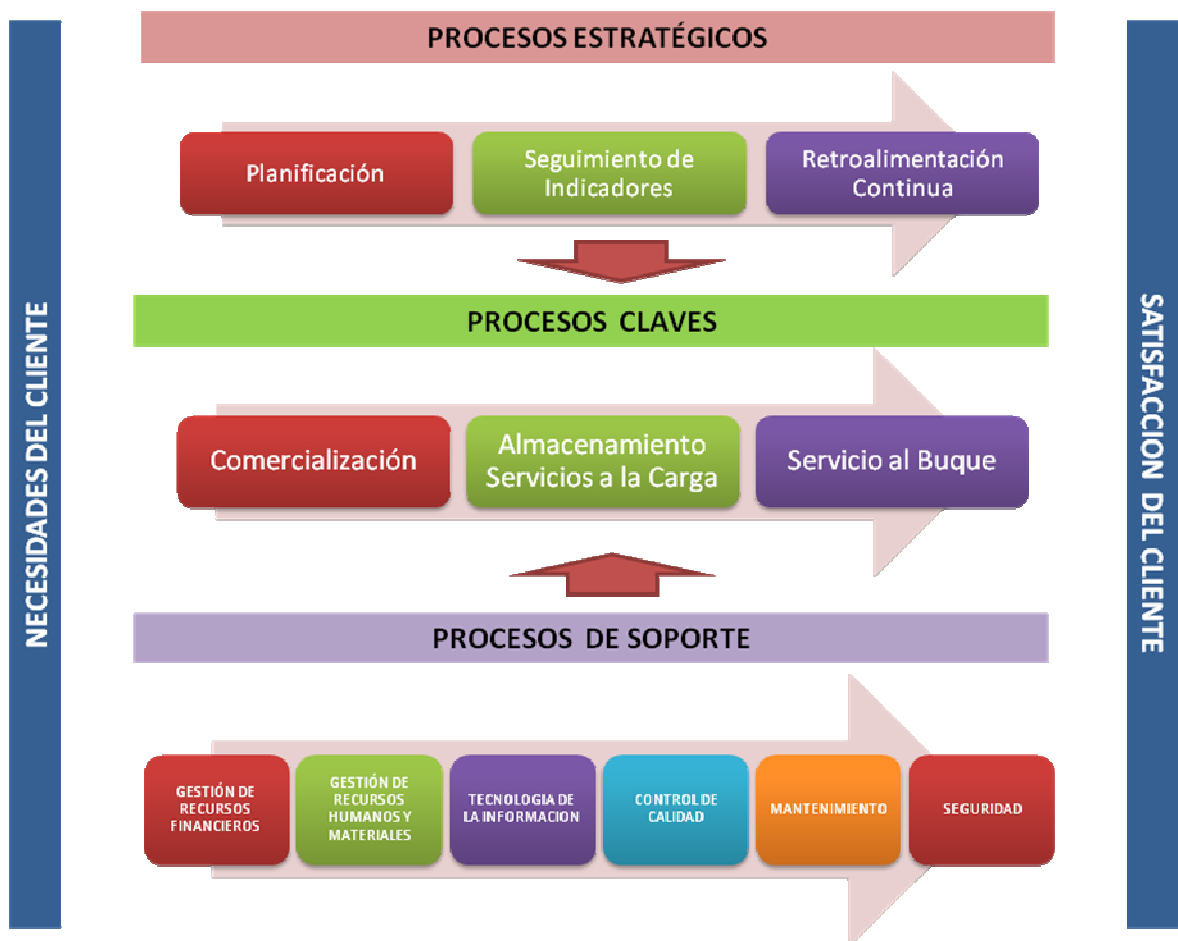 NECESIDADES DEL CLIENTE
PROCESOS ESTRATÉGICOS
Planificación
Seguimiento de
Indicadores
Retroalimentación
Continua
PROCESOS CLAVES
Comercialización
Almacenamiento
Servicios a la Carga
Servicio al Buque
PROCESOS DE SOPORTE
GESTIÓN DE
RECURSOS
FINANCIEROS
GESTIÓN DE
RECURSOS
HUMANOS Y
MATERIALES
TECNOLOGIA DE
LA INFORMACION
CONTROL DE
CALIDAD
MANTENIMIENTO
SEGURIDAD
SATISFACCION DEL CLIENTE